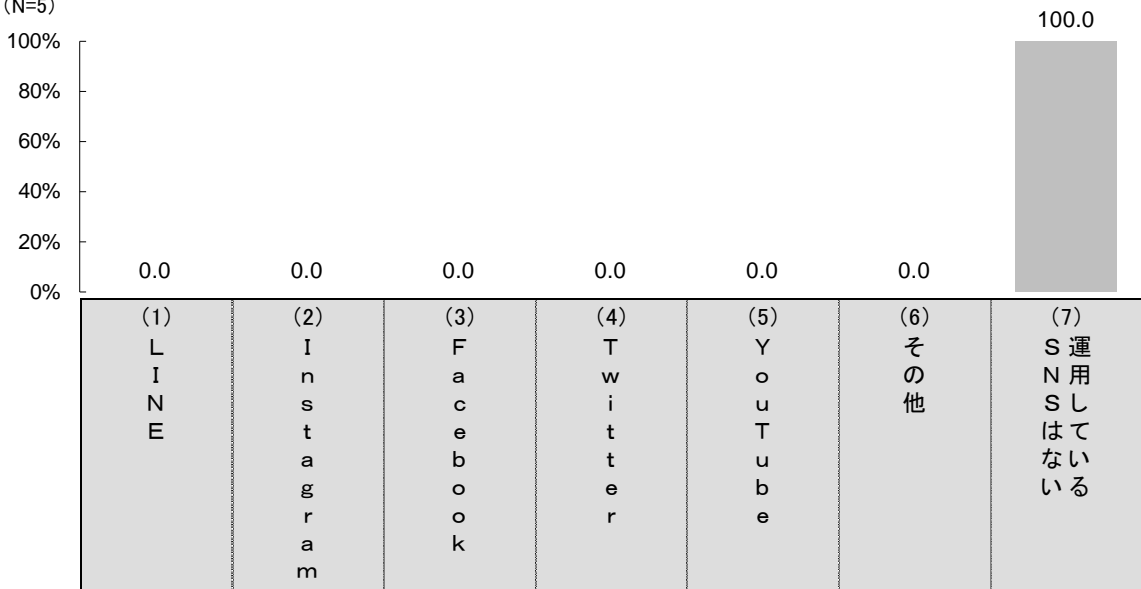 (N=5)
100%
80%
60%
40%
20%
0%
0.0
0.0
0.0
0.0
0.0
0.0
100.0
(1)
LINE
(2)
Instagram
(3)
Facebook
(4)
Twitter
(5)
YouTube
(6)
その他
(7)
運用している
SNSはない